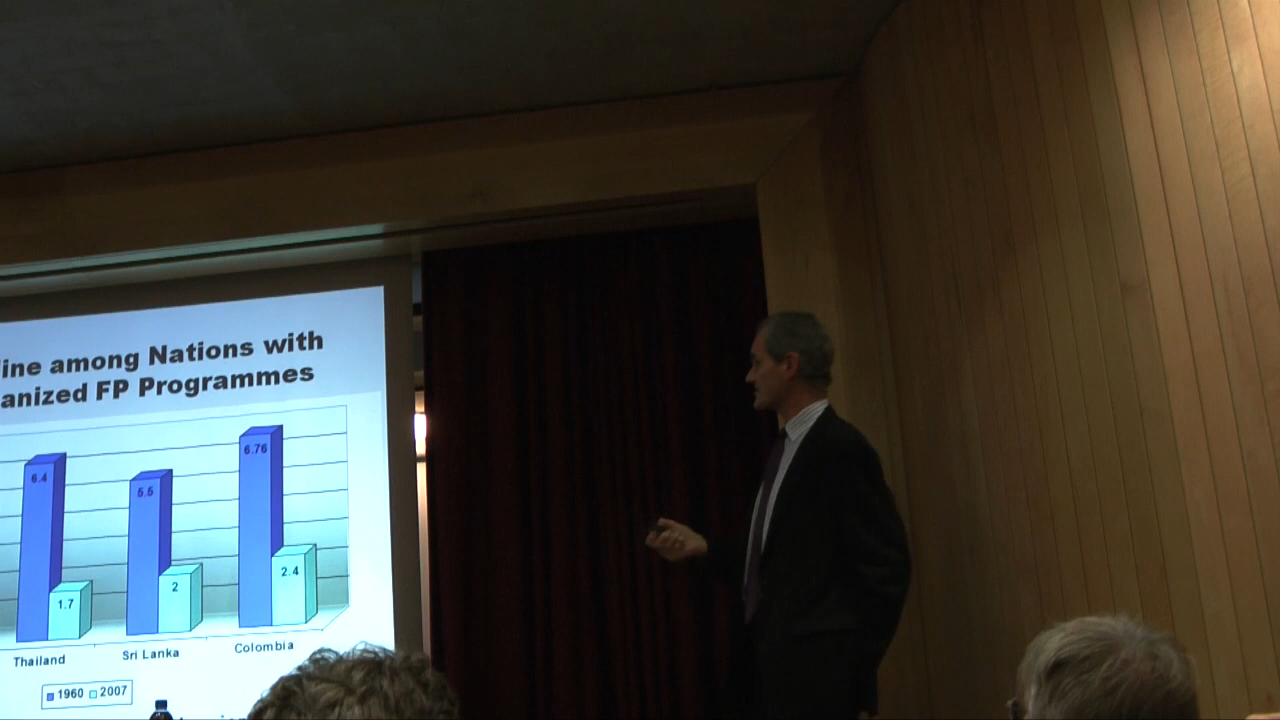 ine among Nations with
anized FP Programmes
6.4
5.5
6.76
1.7
2
2.4
Thailand
Sri Lanka
Colombia
1960 2007